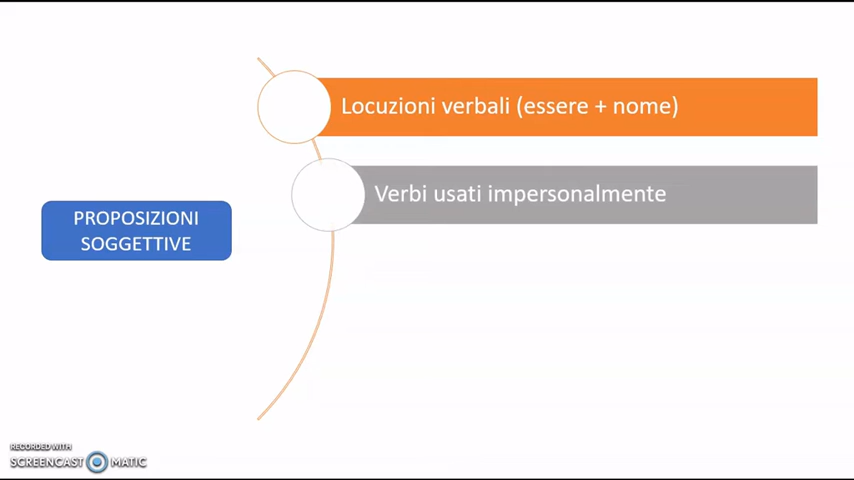 Locuzioni verbali (essere + nome)
Verbi usati impersonalmente
PROPOSIZIONI
SOGGETTIVE
RECORDED WITH
SCREENCAST MATIC